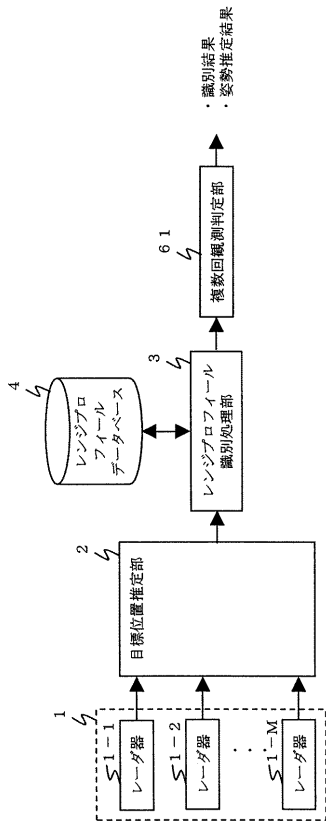 1
1-1
レーダ器
1-2
レーダ器
・・・
1-M
レーダ器
2
目標位置推定部
4
レンジプロ
フィール
データベース
3
レンジプロフィール
識別処理部
61
複数回観測判定部
・識別結果
・姿勢推定結果